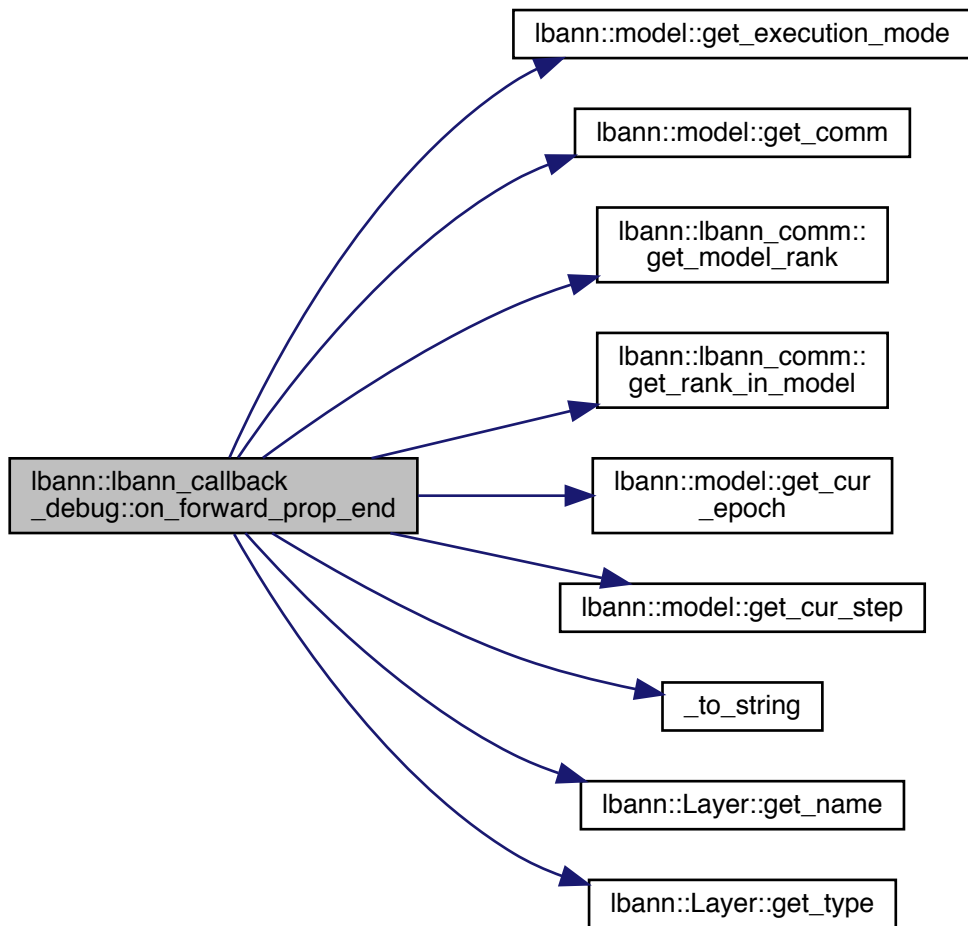 lbann::model::get_execution_mode
lbann::model::get_comm
lbann::lbann_comm::
get_model_rank
lbann::lbann_comm::
get_rank_in_model
lbann::lbann_callback
_debug::on_forward_prop_end
lbann::model::get_cur
_epoch
lbann::model::get_cur_step
_to_string
lbann::Layer::get_name
lbann::Layer::get_type